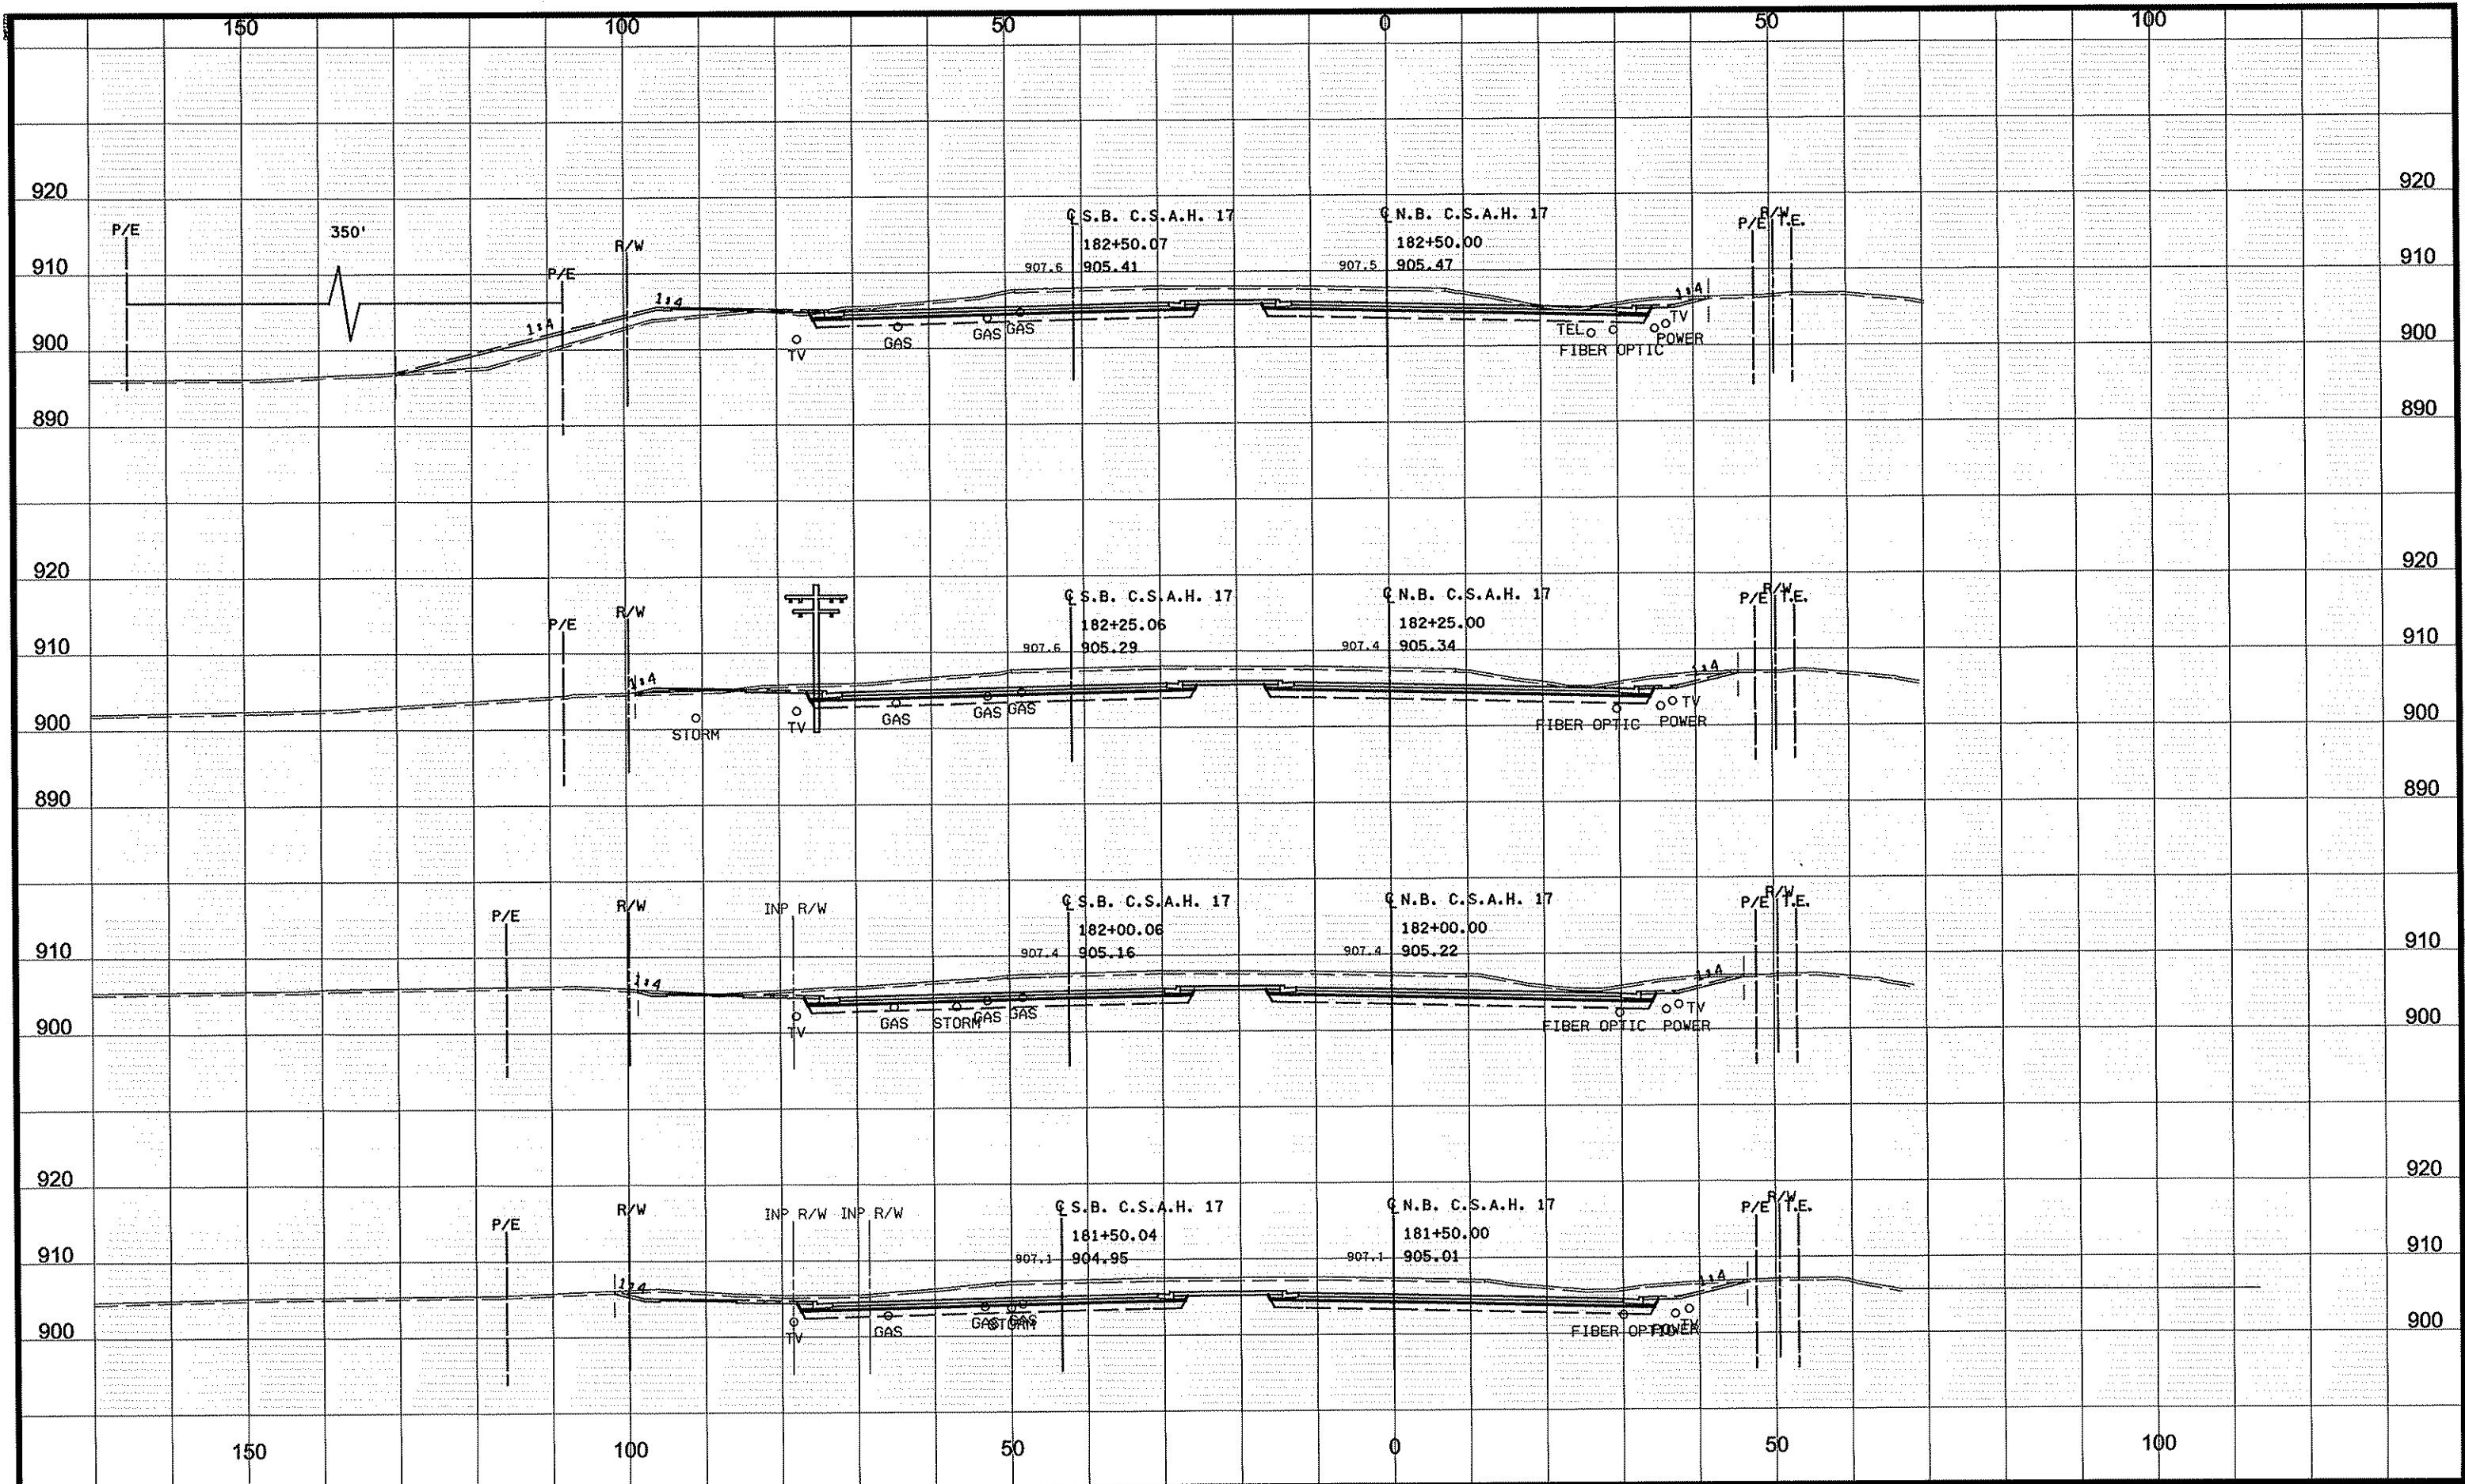 150 100 50 0 50 100
920 920
℄ S.B. C.S.A.H. 17 ℄ N.B. C.S.A.H. 17 R/W
P/E 350' P/E T.E.
R/W 182+50.07 182+50.00
910 P/E 907.6 905.41 907.5 905.47 910
1:4 1:4 1:4
TV
GAS GAS TEL POWER
900 TV GAS FIBER OPTIC 900
890 890
920 920
℄ S.B. C.S.A.H. 17 ℄ N.B. C.S.A.H. 17 R/W
P/E T.E.
P/E R/W 182+25.06 182+25.00
910 907.6 905.29 907.4 905.34 910
1:4 1:4
TV
GAS GAS GAS FIBER OPTIC POWER
900 STORM TV 900
890 890
R/W
P/E R/W INP R/W ℄ S.B. C.S.A.H. 17 ℄ N.B. C.S.A.H. 17 P/E T.E.
182+00.06 182+00.00
910 907.4 905.16 907.4 905.22 910
1:4 1:4
TV
900 TV GAS STORM GAS GAS FIBER OPTIC POWER 900
920 920
R/W
P/E R/W INP R/W INP R/W ℄ S.B. C.S.A.H. 17 ℄ N.B. C.S.A.H. 17 P/E T.E.
181+50.04 181+50.00
910 907.1 904.95 907.1 905.01 910
1:4 1:4
900 TV GAS GAS STORM GAS FIBER OPTIC POWER TV 900
150 100 50 0 50 100